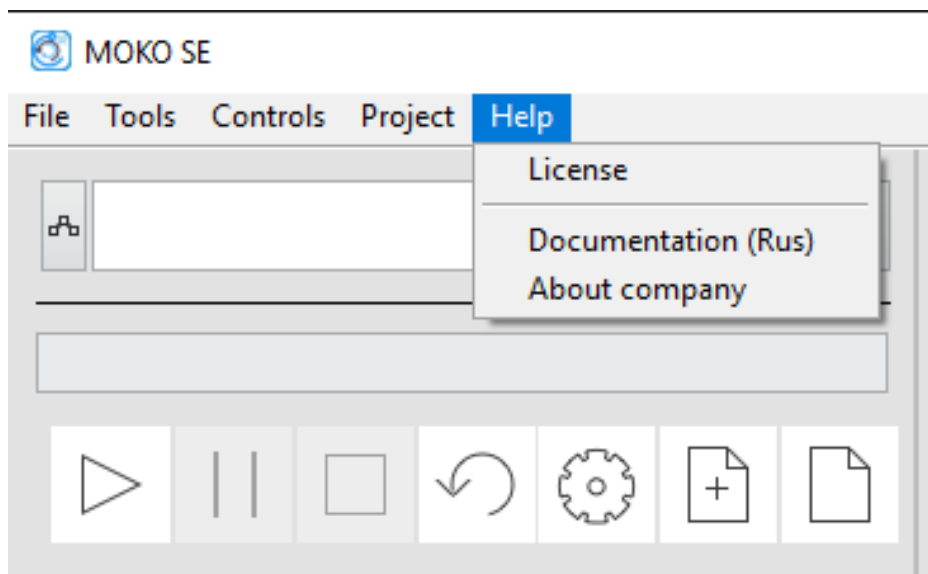 MOKO SE
File Tools Controls Project Help
License
Documentation (Rus)
About company